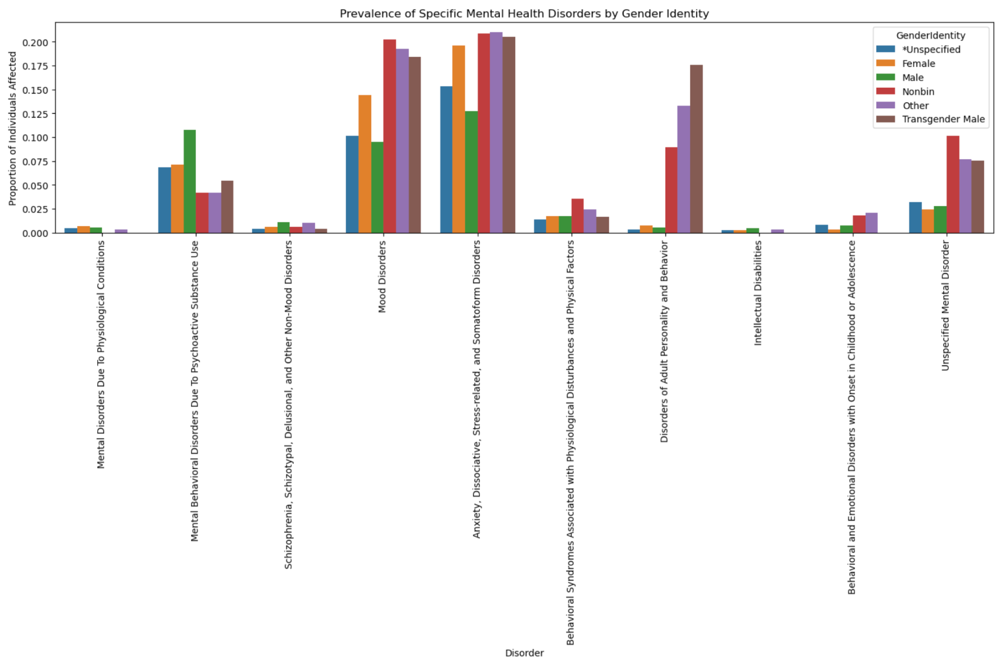 Prevalence of Specific Mental Health Disorders by Gender Identity
Proportion of Individuals Affected
0.200
0.175
0.150
0.125
0.100
0.075
0.050
0.025
0.000
GenderIdentity
*Unspecified
Female
Male
Nonbin
Other
Transgender Male
Mental Disorders Due To Physiological Conditions
Mental Behavioral Disorders Due To Psychoactive Substance Use
Schizophrenia, Schizotypal, Delusional, and Other Non-Mood Disorders
Mood Disorders
Anxiety, Dissociative, Stress-related, and Somatoform Disorders
Behavioral Syndromes Associated with Physiological Disturbances and Physical Factors
Disorders of Adult Personality and Behavior
Intellectual Disabilities
Behavioral and Emotional Disorders with Onset in Childhood or Adolescence
Unspecified Mental Disorder
Disorder